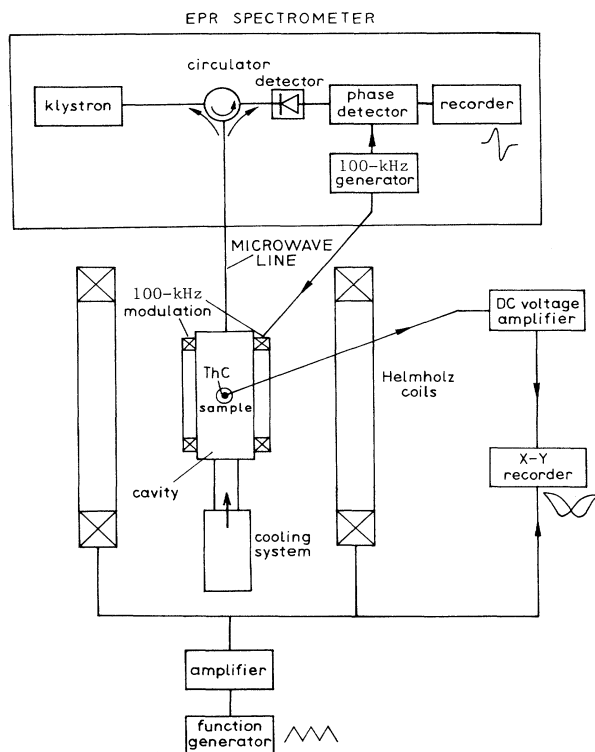 EPR SPECTROMETER
circulator
detector
klystron
phase
detector
recorder
100-kHz
generator
MICROWAVE
LINE
100-kHz
modulation
DC voltage
amplifier
ThC
sample
Helmholz
coils
X-Y
recorder
cavity
cooling
system
amplifier
function
generator